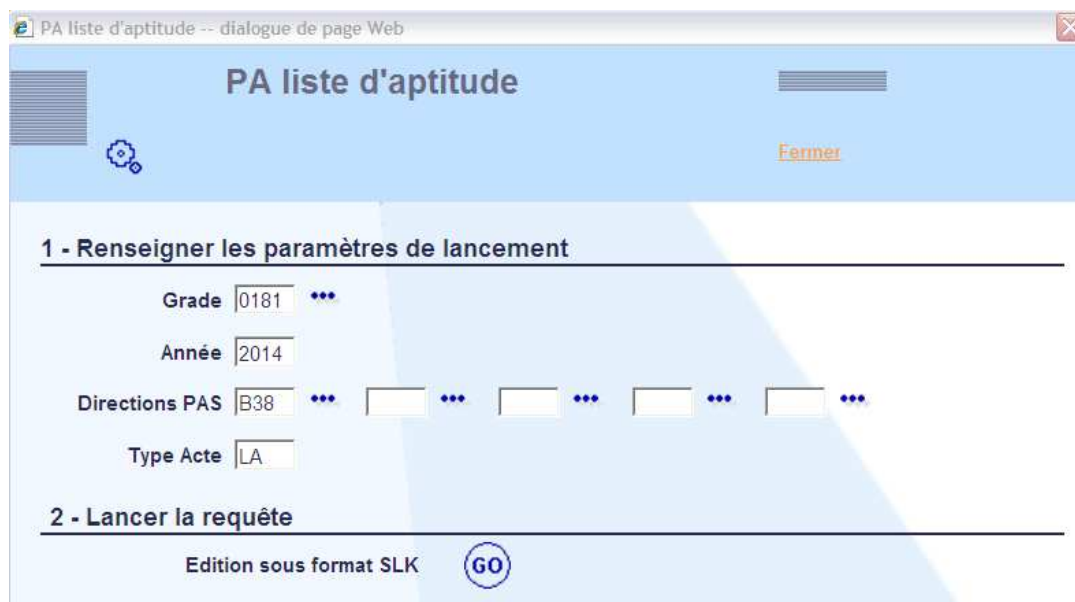 PA liste d'aptitude -- dialogue de page Web
PA liste d'aptitude
Fermer
1 - Renseigner les paramètres de lancement
Grade 0181
Année 2014
Directions PAS B38
Type Acte LA
2 - Lancer la requête
Edition sous format SLK GO